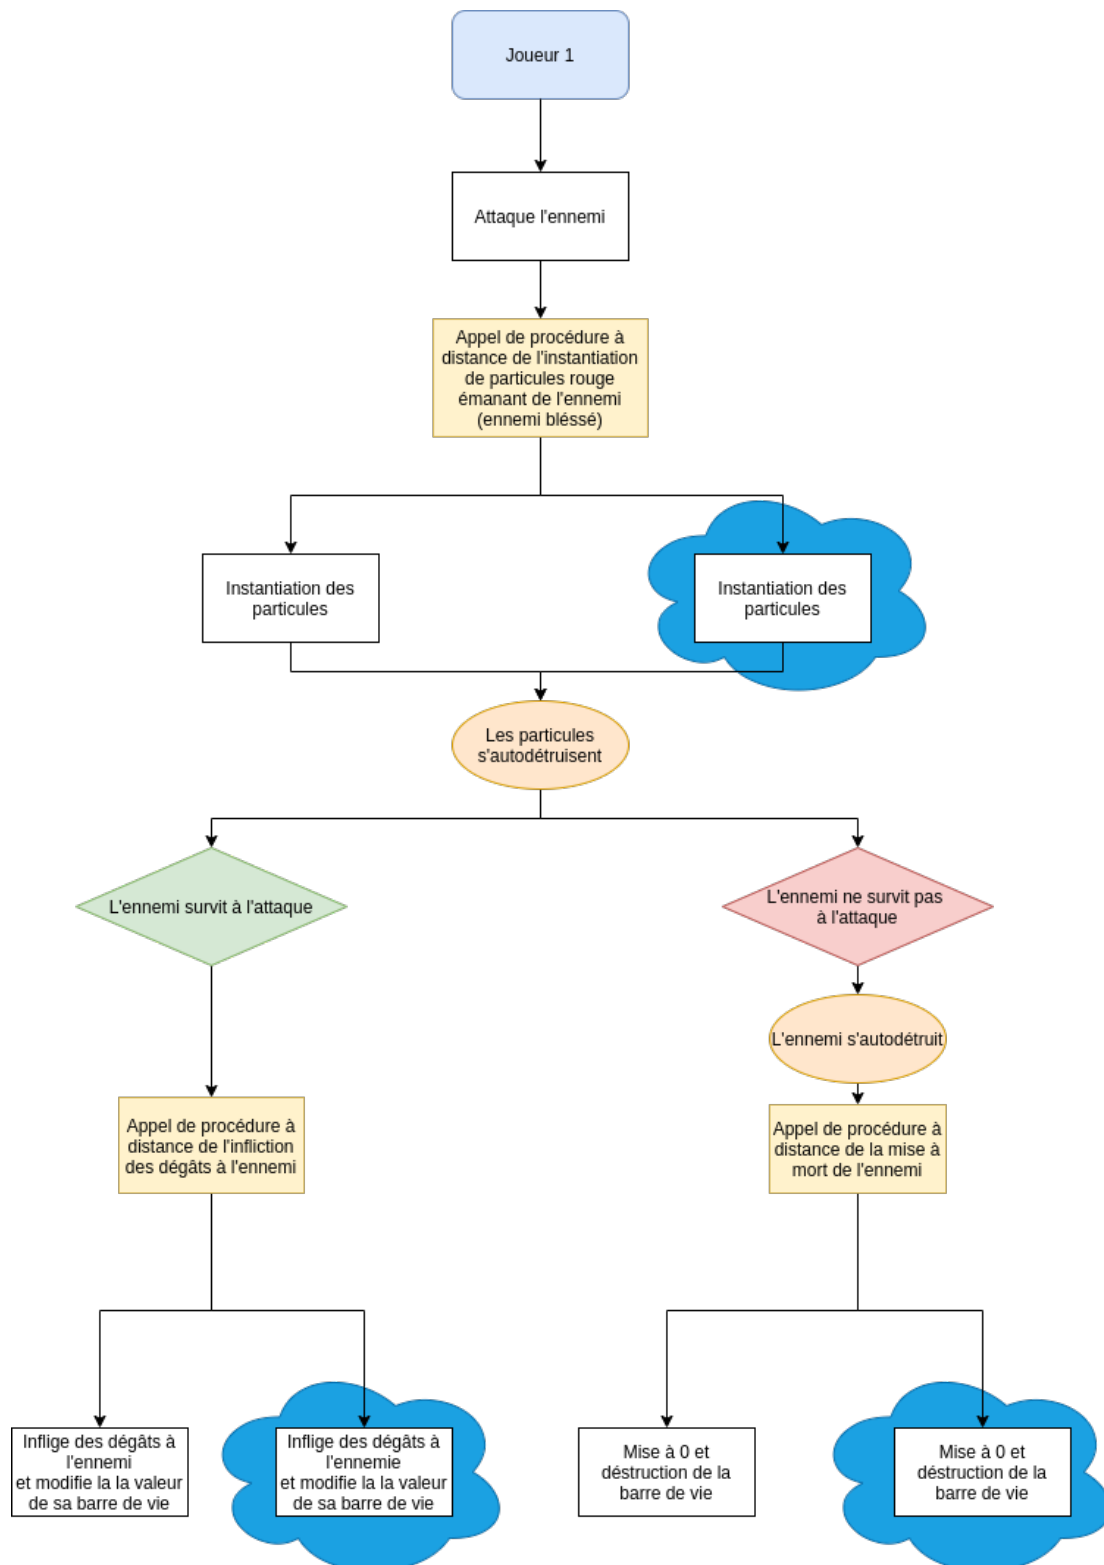 Joueur 1
Attaque l'ennemi
Appel de procédure à
distance de l'instantiation
de particules rouge
émanant de l'ennemi
(ennemi bléssé)
Instantiation des
particules
Instantiation des
particules
Les particules
s'autodétruisent
L'ennemi survit à l'attaque
L'ennemi ne survit pas
à l'attaque
L'ennemi s'autodétruit
Appel de procédure à
distance de l'infliction
des dégâts à l'ennemi
Appel de procédure à
distance de la mise à
mort de l'ennemi
Inflige des dégâts à
l'ennemi
et modifie la la valeur
de sa barre de vie
Inflige des dégâts à
l'ennemie
et modifie la la valeur
de sa barre de vie
Mise à 0 et
déstruction de la
barre de vie
Mise à 0 et
déstruction de la
barre de vie